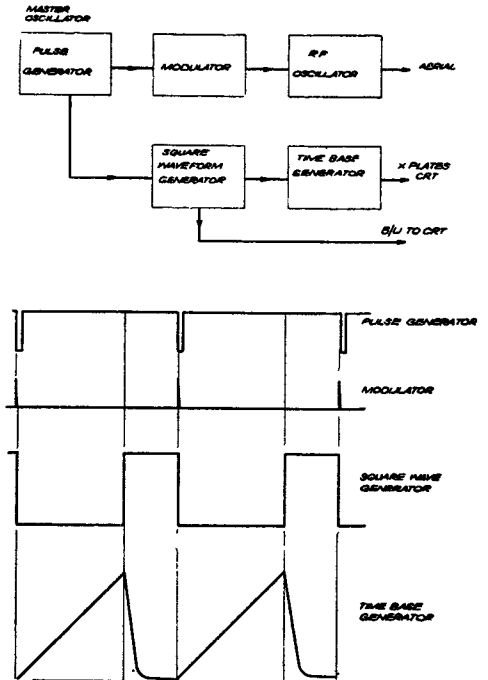 MASTER
OSCILLATOR
PULSE
GENERATOR
MODULATOR
R.F
OSCILLATOR
AERIAL
SQUARE
WAVEFORM
GENERATOR
TIME BASE
GENERATOR
X PLATES
CRT
B/U TO CRT
PULSE GENERATOR
MODULATOR
SQUARE WAVE
GENERATOR
TIME BASE
GENERATOR